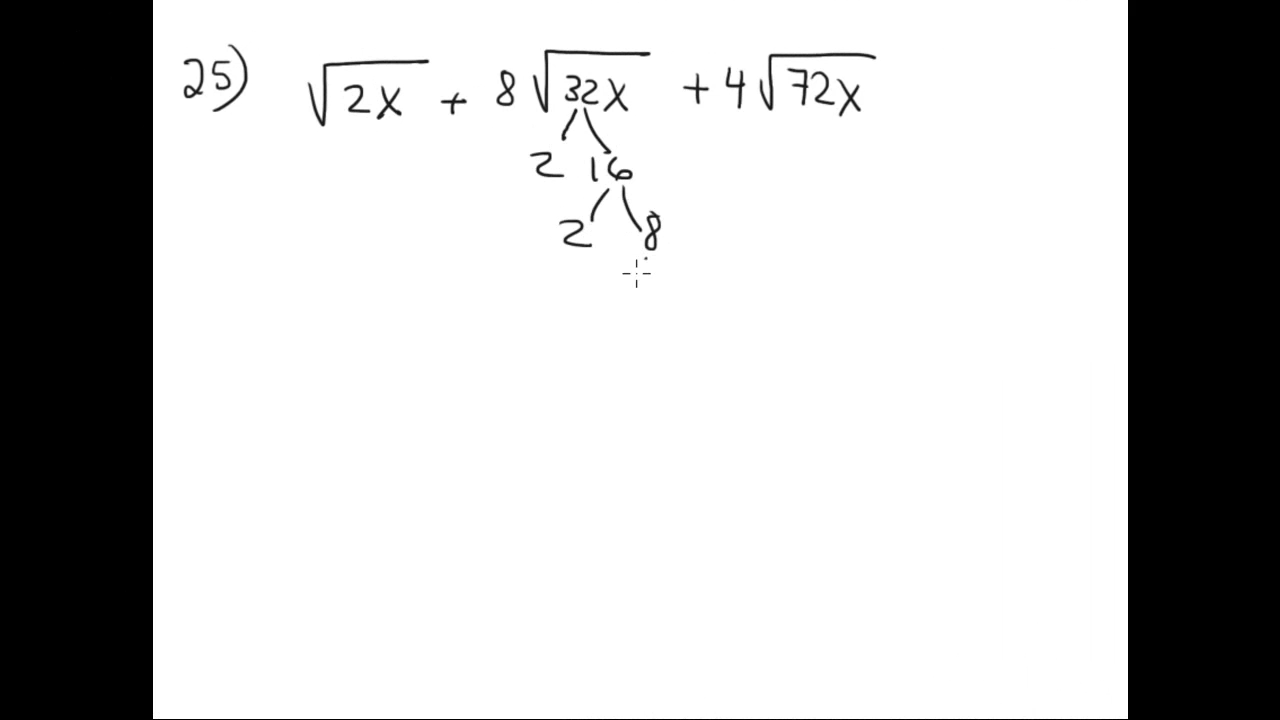 25) √2x + 8√32x + 4√72x
2 16
2 8